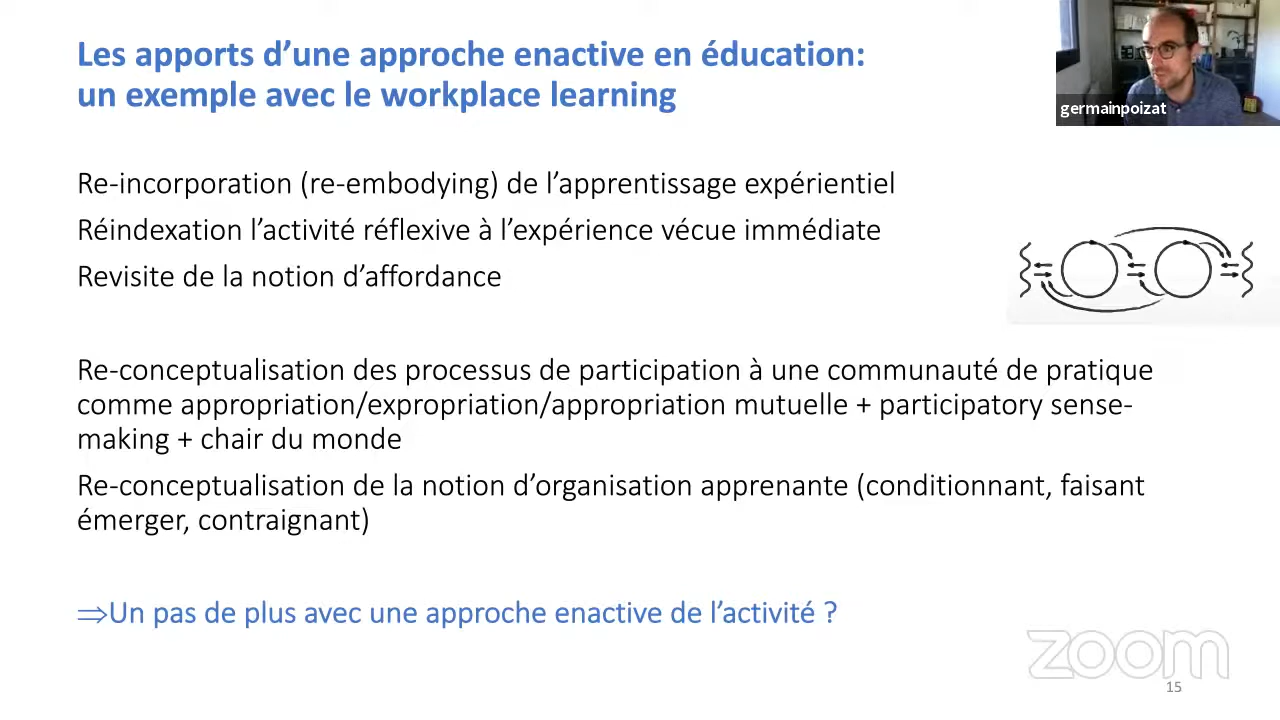 Les apports d’une approche enactive en éducation:
un exemple avec le workplace learning
germainpoizat
Re-incorporation (re-embodying) de l’apprentissage expérientiel
Réindexation l’activité réflexive à l’expérience vécue immédiate
Revisite de la notion d’affordance
Re-conceptualisation des processus de participation à une communauté de pratique
comme appropriation/expropriation/appropriation mutuelle + participatory sense-
making + chair du monde
Re-conceptualisation de la notion d’organisation apprenante (conditionnant, faisant
émerger, contraignant)
⇒Un pas de plus avec une approche enactive de l’activité ?
zoom
15